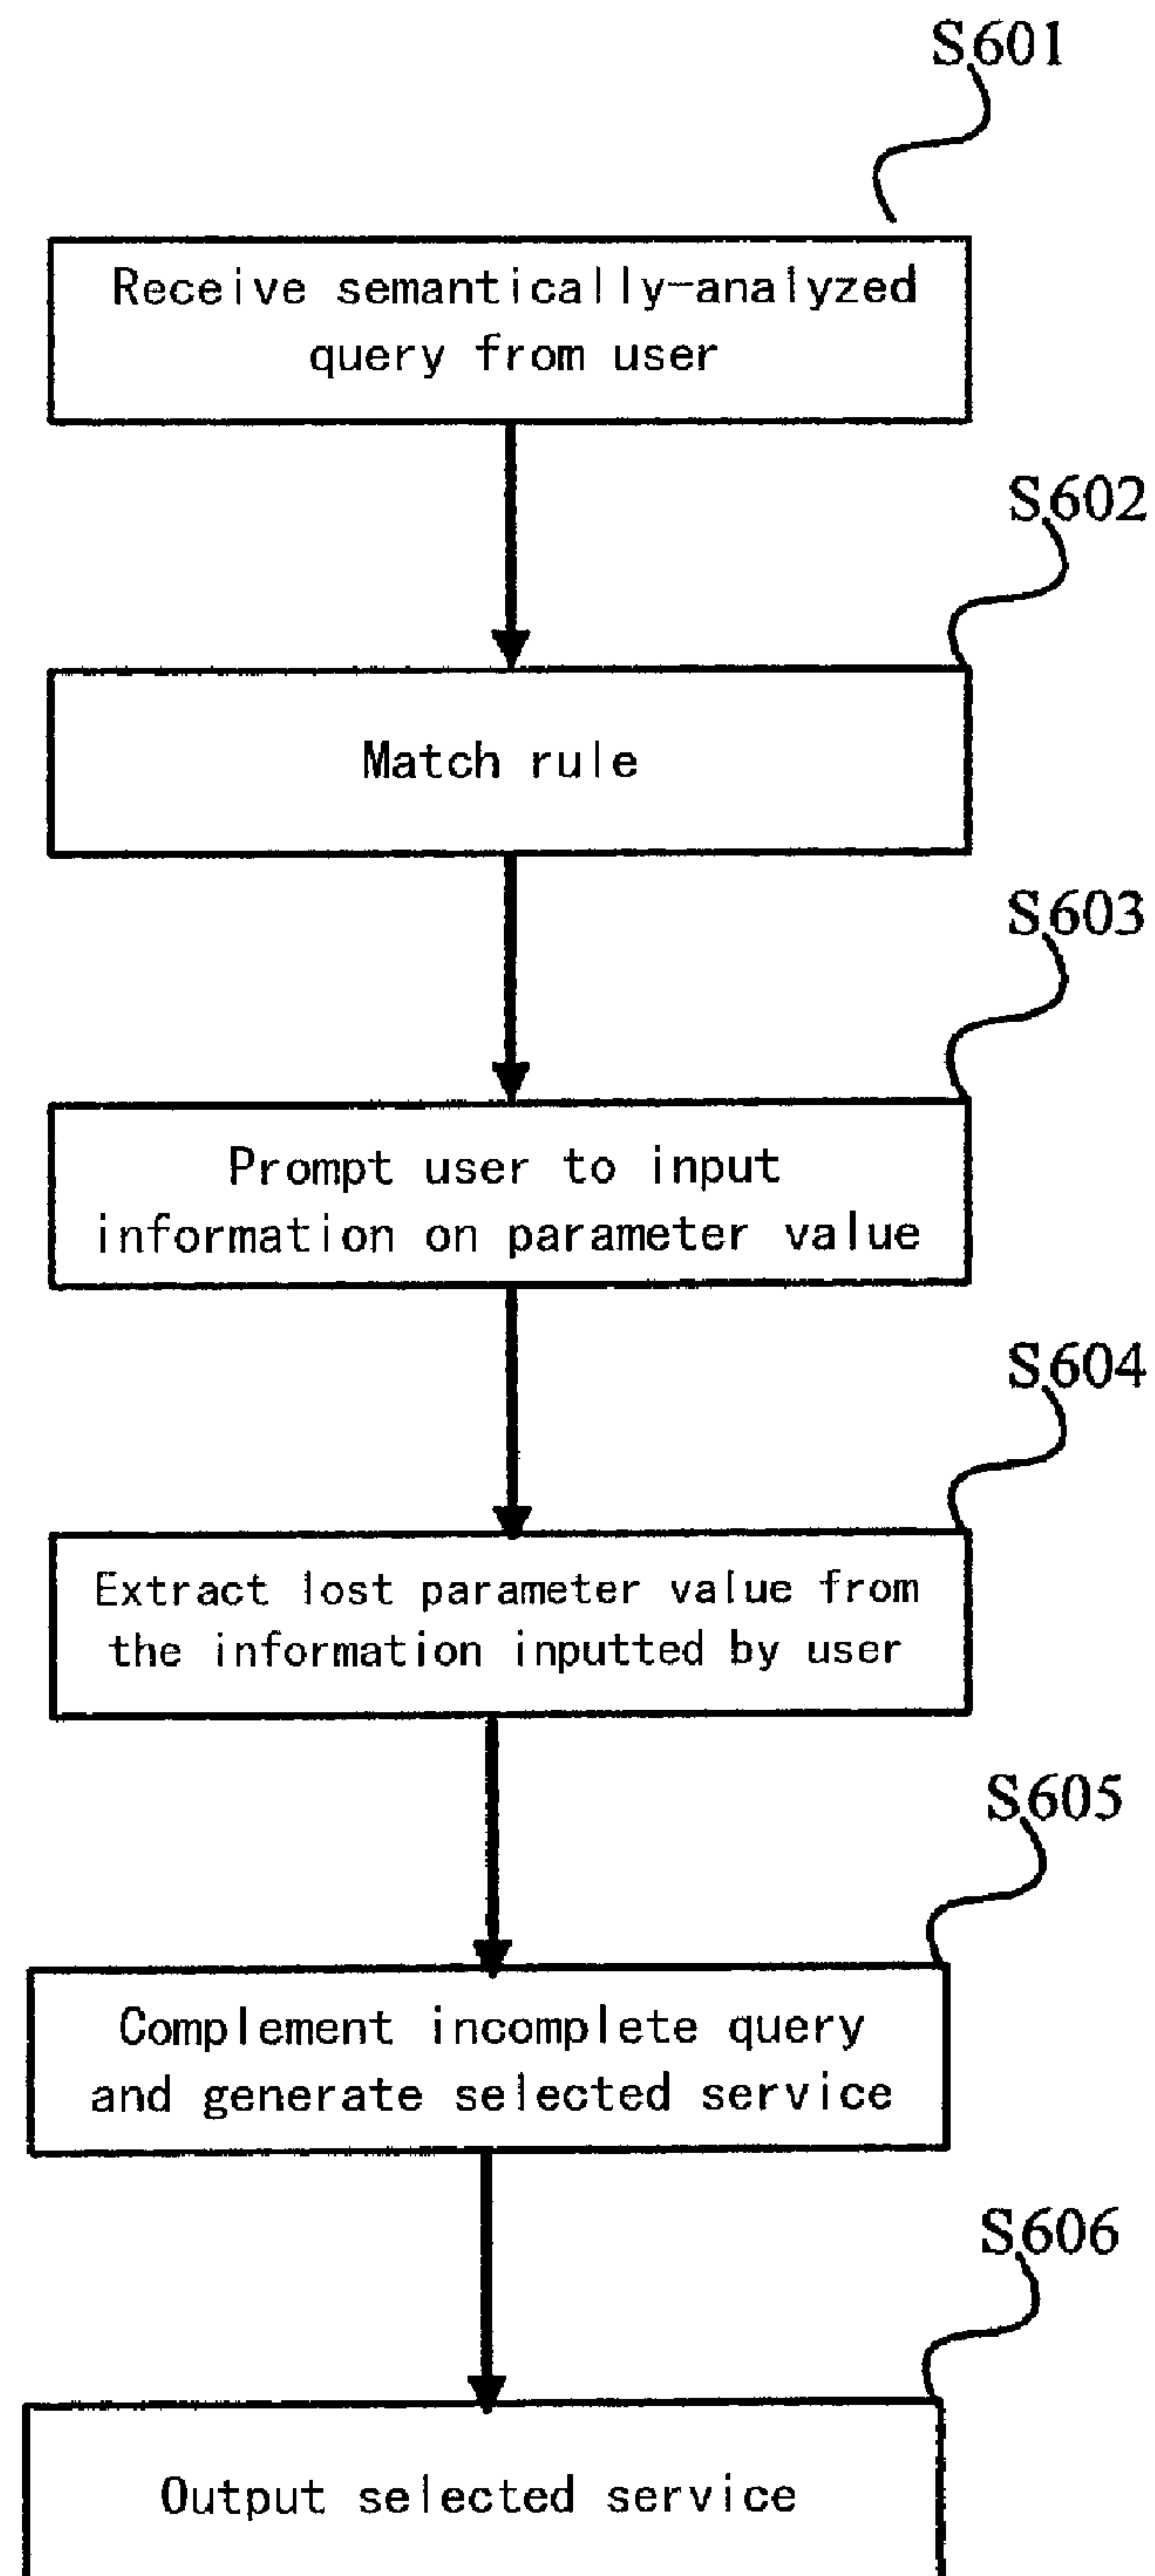 S601
Receive semantically-analyzed
query from user
S602
Match rule
S603
Prompt user to input
information on parameter value
S604
Extract lost parameter value from
the information inputted by user
S605
Complement incomplete query
and generate selected service
S606
Output selected service